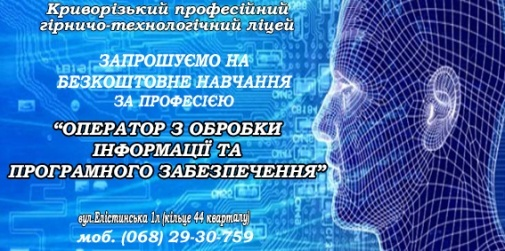 Криворізький професійний
гірничо-технологічний ліцей
ЗАПРОШУЄМО НА
БЕЗКОШТОВНЕ НАВЧАННЯ
ЗА ПРОФЕСІЄЮ
“ОПЕРАТОР З ОБРОБКИ
ІНФОРМАЦІЇ ТА
ПРОГРАМНОГО ЗАБЕЗПЕЧЕННЯ”
вул.Елістинська 1л (кільце 44 кварталу)
моб. (068) 29-30-759